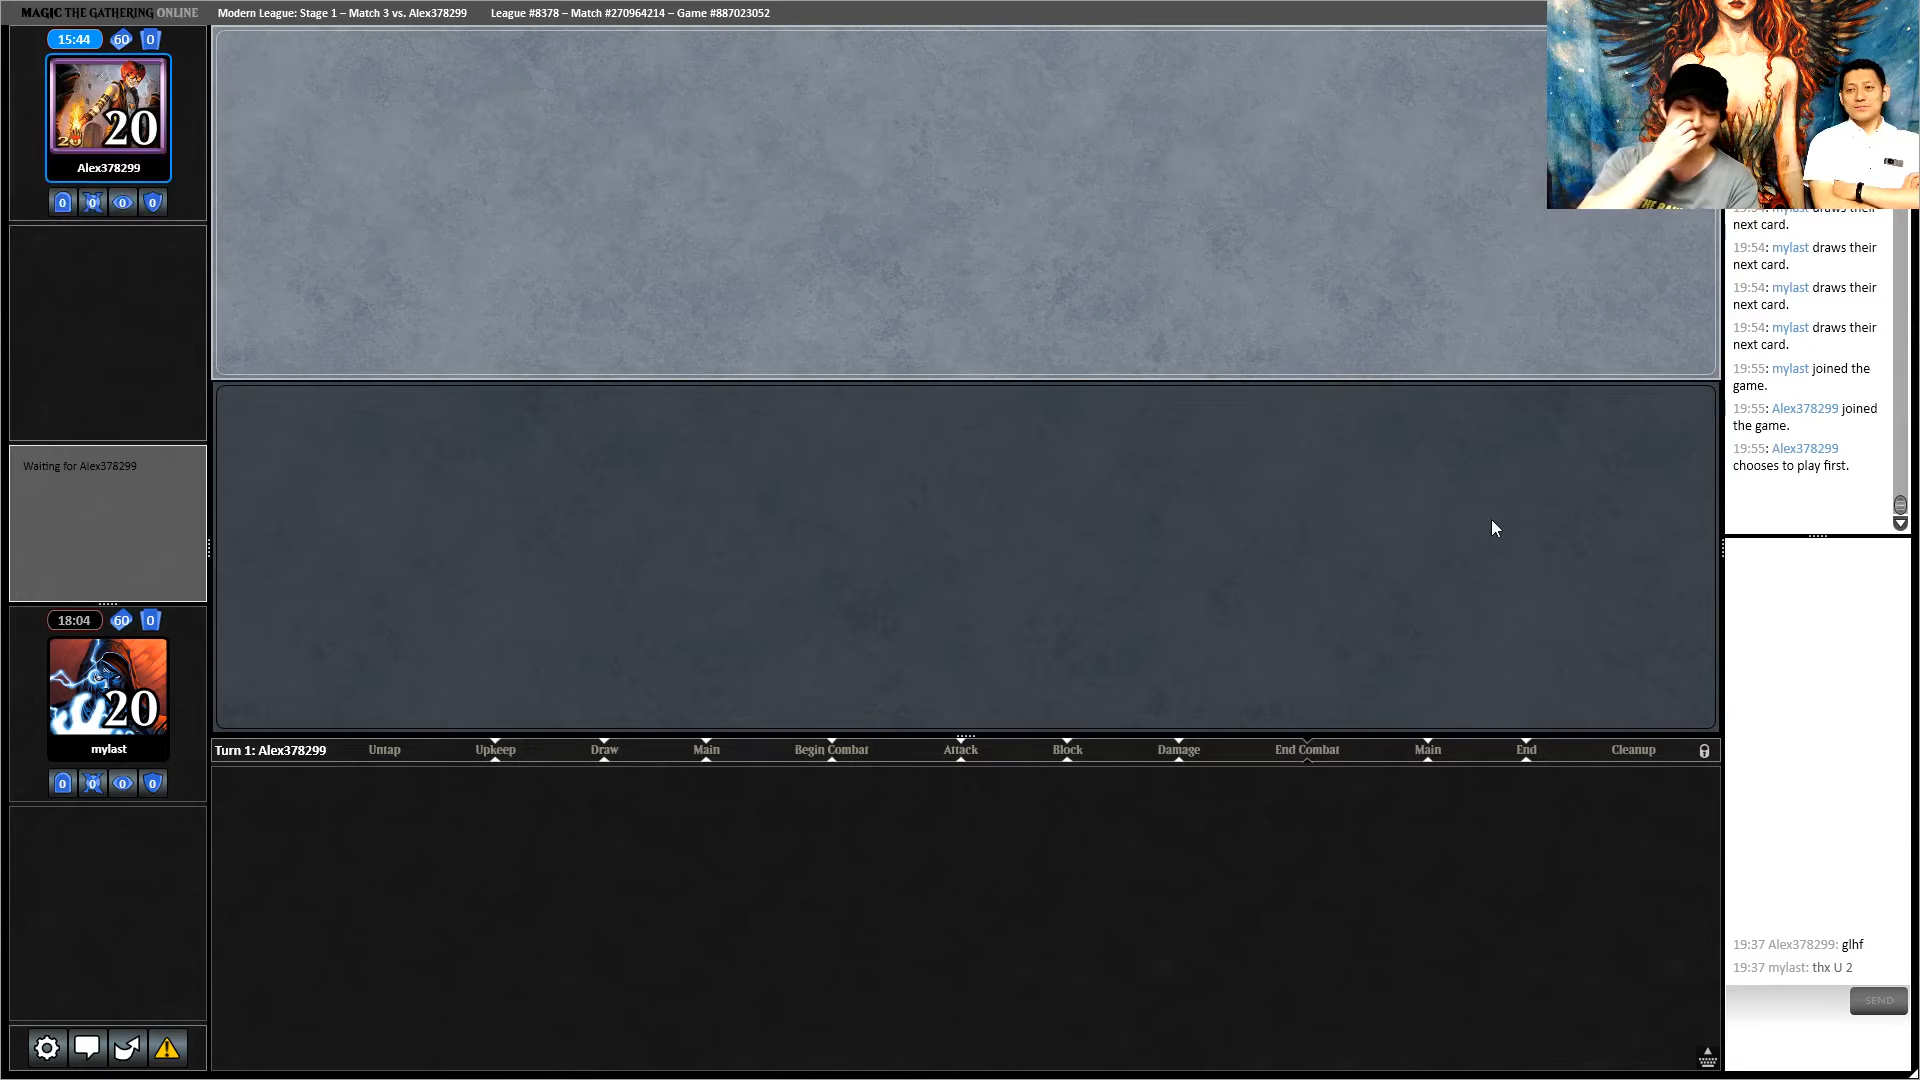 MAGIC THE GATHERING ONLINE
Modern League: Stage 1 – Match 3 vs. Alex378299
League #8378 – Match #270964214 – Game #887023052
15:44
60
0
20
20
Alex378299
0
0
0
0
next card.
19:54: mylast draws their
next card.
19:54: mylast draws their
next card.
19:54: mylast draws their
next card.
19:55: mylast joined the
game.
19:55: Alex378299 joined
the game.
19:55: Alex378299
chooses to play first.
Waiting for Alex378299
18:04
60
0
20
mylast
0
0
0
0
Turn 1: Alex378299
Untap
Upkeep
Draw
Main
Begin Combat
Attack
Block
Damage
End Combat
Main
End
Cleanup
19:37 Alex378299: glhf
19:37 mylast: thx U 2
SEND